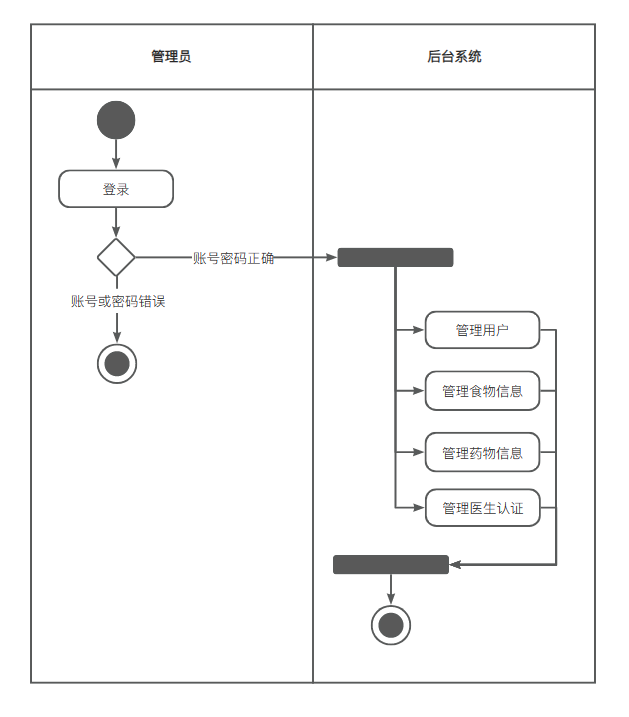 管理员
后台系统
登录
账号密码正确
账号或密码错误
管理用户
管理食物信息
管理药物信息
管理医生认证